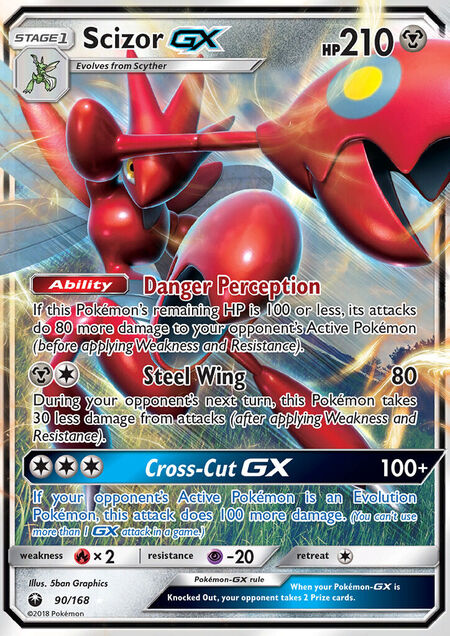 STAGE 1 Scizor GX HP 210
Evolves from Scyther
Ability Danger Perception
If this Pokémon's remaining HP is 100 or less, its attacks
do 80 more damage to your opponent's Active Pokémon
(before applying Weakness and Resistance).
Steel Wing 80
During your opponent's next turn, this Pokémon takes
30 less damage from attacks (after applying Weakness and
Resistance).
Cross-Cut GX 100+
If your opponent's Active Pokémon is an Evolution
Pokémon, this attack does 100 more damage. (You can't use
more than 1 GX attack in a game.)
weakness × 2 resistance -20 retreat
Illus. 5ban Graphics
90/168
©2018 Pokémon
Pokémon-GX rule
When your Pokémon-GX is
Knocked Out, your opponent takes 2 Prize cards.